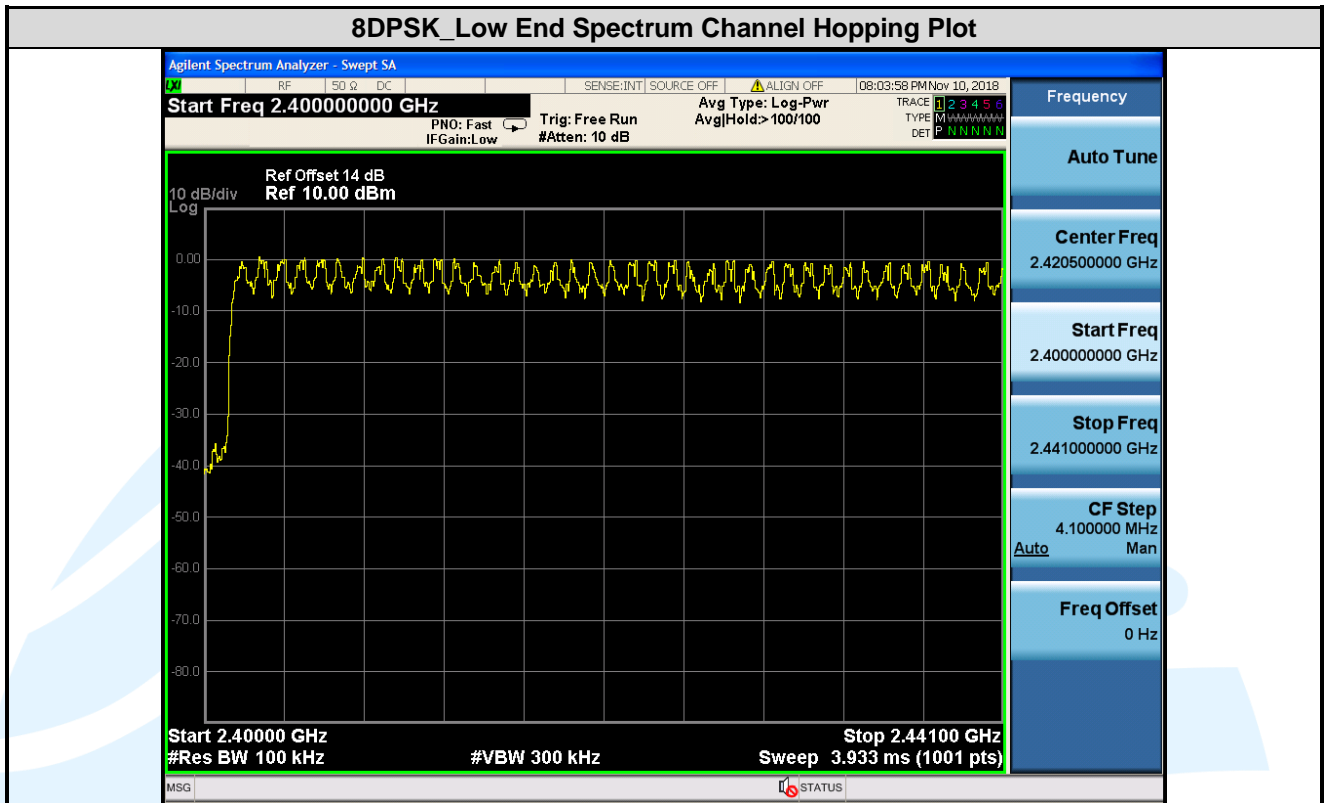 8DPSK_Low End Spectrum Channel Hopping Plot
Agilent Spectrum Analyzer - Swept SA
LXI RF 50 Ω DC SENSE:INT SOURCE OFF ALIGN OFF 08:03:58 PM Nov 10, 2018
Start Freq 2.400000000 GHz
PNO: Fast
IFGain:Low
Trig: Free Run
#Atten: 10 dB
Avg Type: Log-Pwr
Avg|Hold:>100/100
TRACE 1 2 3 4 5 6
TYPE M WWWWW
DET P N N N N N
Ref Offset 14 dB
10 dB/div Ref 10.00 dBm
Log
0.00
-10.0
-20.0
-30.0
-40.0
-50.0
-60.0
-70.0
-80.0
Start 2.40000 GHz Stop 2.44100 GHz
#Res BW 100 kHz #VBW 300 kHz Sweep 3.933 ms (1001 pts)
MSG STATUS
Frequency
Auto Tune
Center Freq
2.420500000 GHz
Start Freq
2.400000000 GHz
Stop Freq
2.441000000 GHz
CF Step
4.100000 MHz
Auto Man
Freq Offset
0 Hz